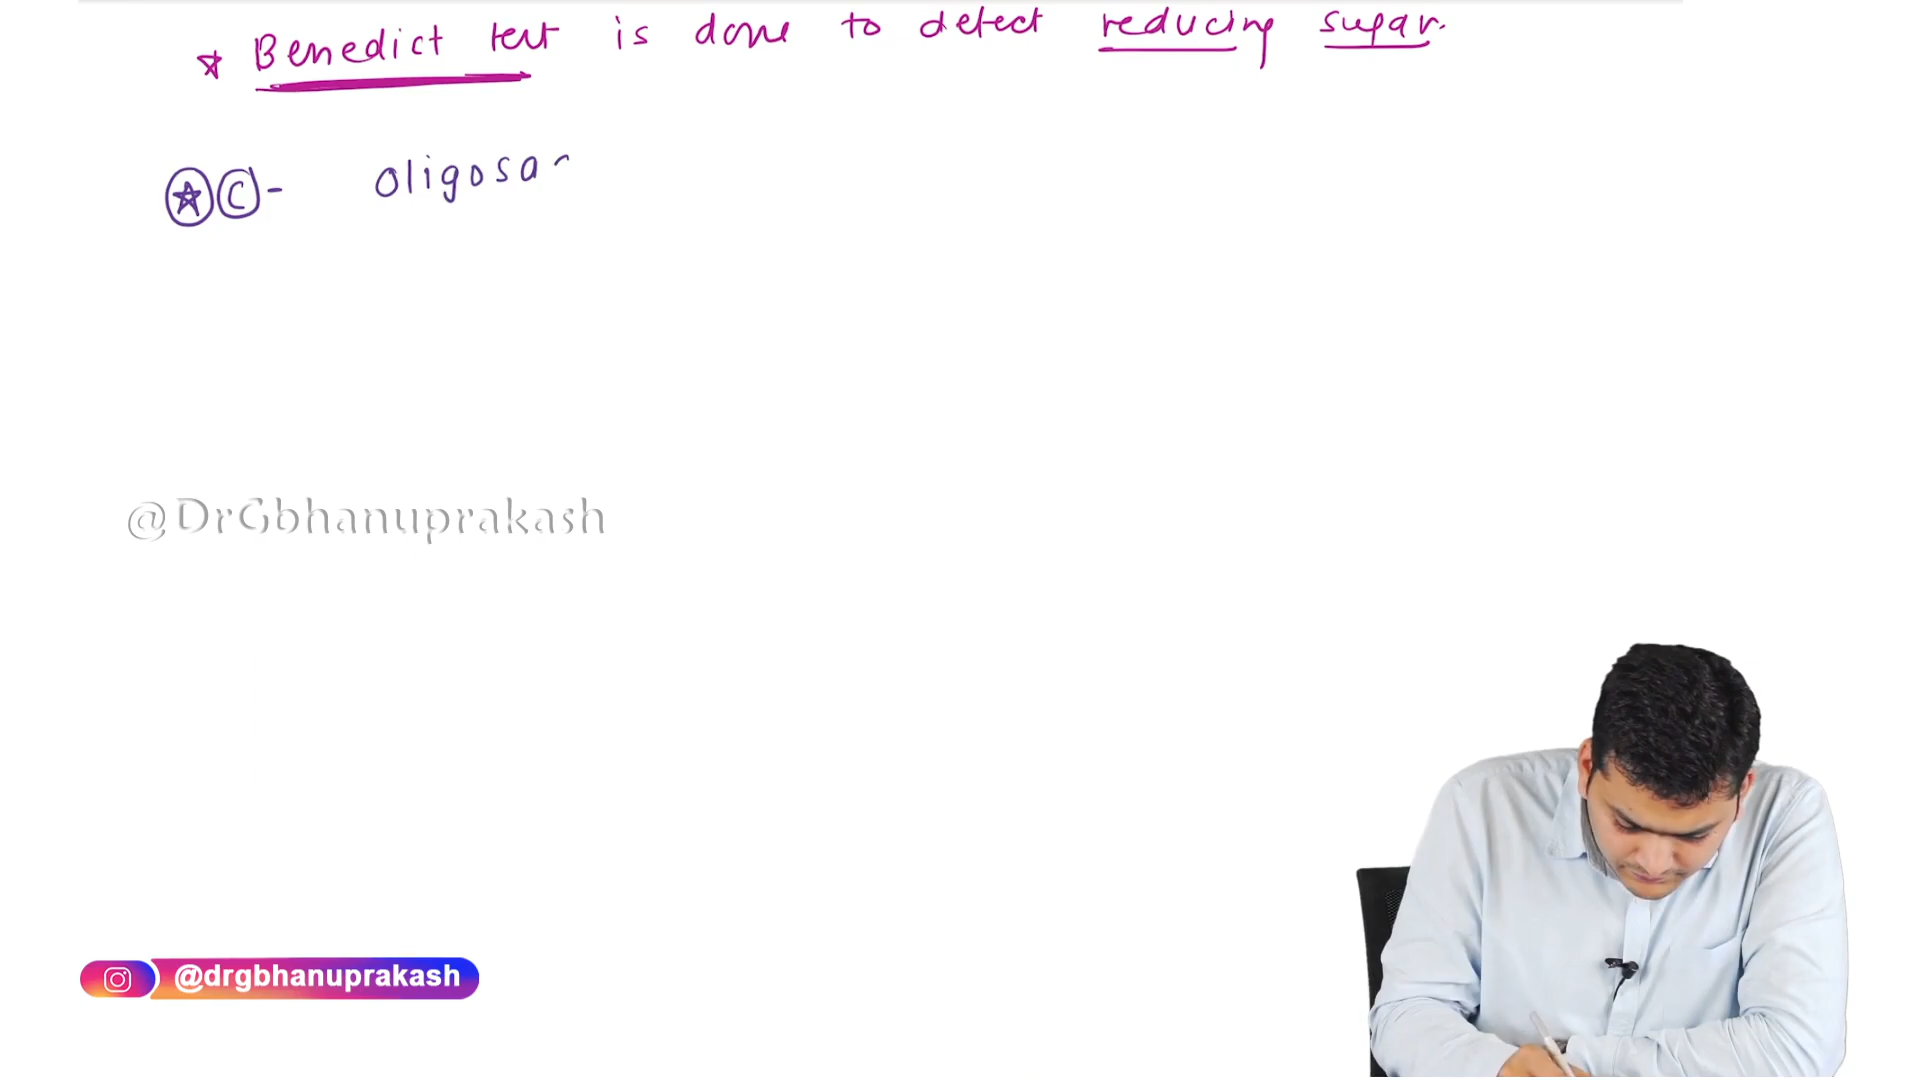 * Benedict test is done to detect reducing sugar.
★ C - oligosa
@DrGbhanuprakash
@drgbhanuprakash